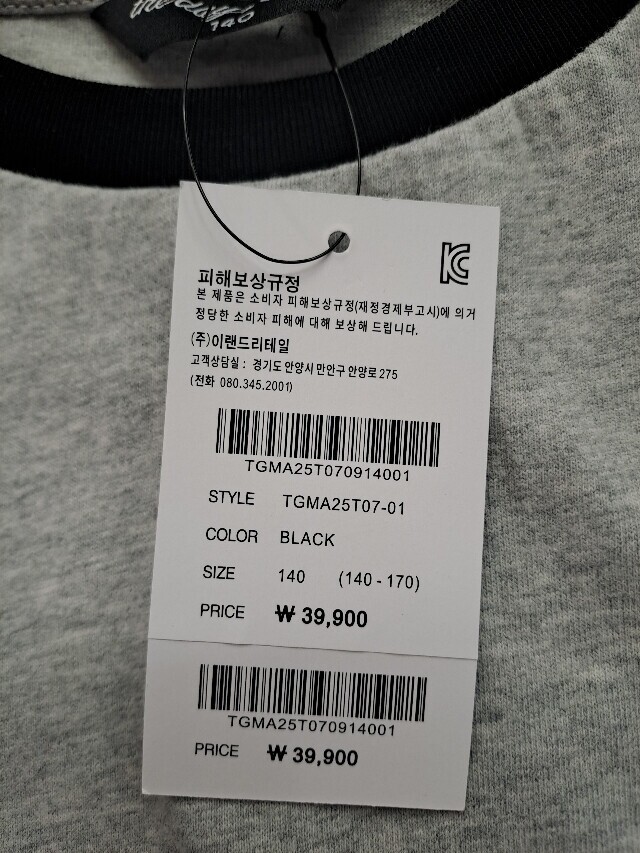 140
피해보상규정
본 제품은 소비자 피해보상규정(재정경제부고시)에 의거
정당한 소비자 피해에 대해 보상해 드립니다.
(주)이랜드리테일
고객상담실 : 경기도 안양시 만안구 안양로 275
(전화 080.345.2001)
TGMA25T070914001
STYLE TGMA25T07-01
COLOR BLACK
SIZE 140 (140 - 170)
PRICE ₩ 39,900
TGMA25T070914001
PRICE ₩ 39,900